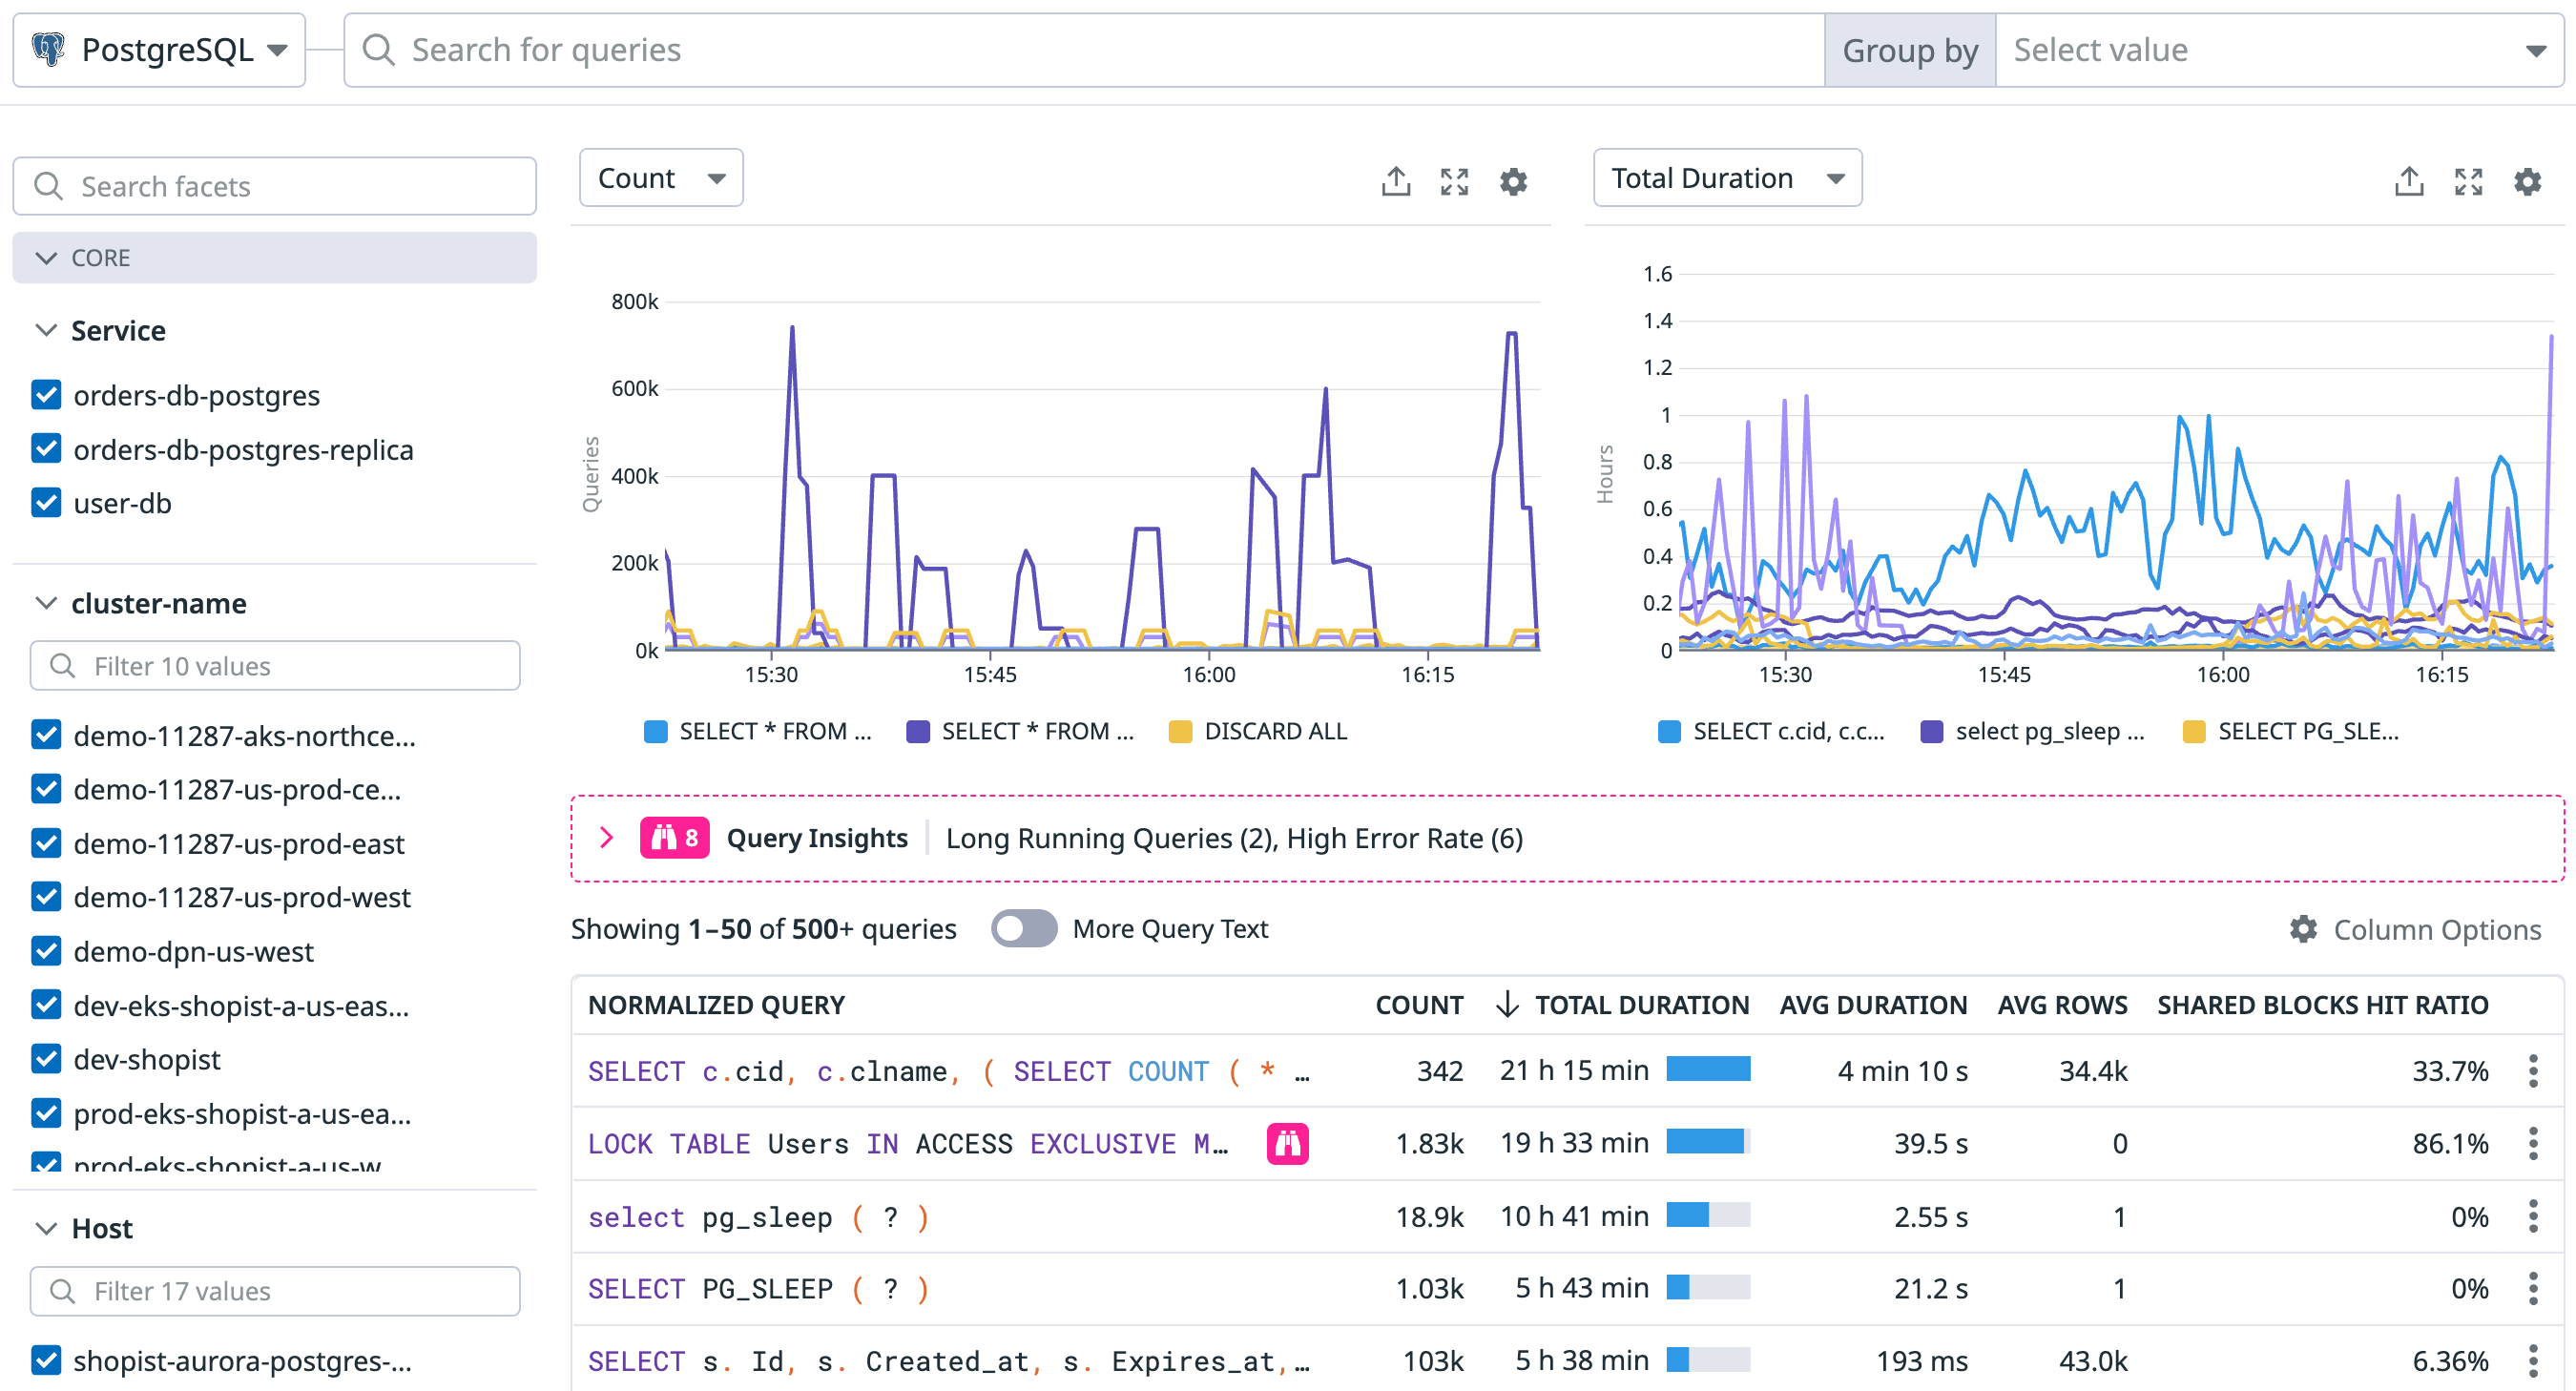 PostgreSQL
Search for queries
Group by
Select value
Search facets
CORE
Service
orders-db-postgres
orders-db-postgres-replica
user-db
cluster-name
Filter 10 values
demo-11287-aks-northce...
demo-11287-us-prod-ce...
demo-11287-us-prod-east
demo-11287-us-prod-west
demo-dpn-us-west
dev-eks-shopist-a-us-eas...
dev-shopist
prod-eks-shopist-a-us-ea...
prod-eks-shopist-a-us-w
Host
Filter 17 values
shopist-aurora-postgres-...
Count
Queries
800k
600k
400k
200k
0k
15:30 15:45 16:00 16:15
SELECT * FROM ... SELECT * FROM ... DISCARD ALL
Total Duration
Hours
1.6
1.4
1.2
1
0.8
0.6
0.4
0.2
0
15:30 15:45 16:00 16:15
SELECT c.cid, c.c... select pg_sleep ... SELECT PG_SLE...
8 Query Insights Long Running Queries (2), High Error Rate (6)
Showing 1–50 of 500+ queries More Query Text Column Options
NORMALIZED QUERY COUNT TOTAL DURATION AVG DURATION AVG ROWS SHARED BLOCKS HIT RATIO
SELECT c.cid, c.clname, ( SELECT COUNT ( * … 342 21 h 15 min 4 min 10 s 34.4k 33.7%
LOCK TABLE Users IN ACCESS EXCLUSIVE M… 1.83k 19 h 33 min 39.5 s 0 86.1%
select pg_sleep ( ? ) 18.9k 10 h 41 min 2.55 s 1 0%
SELECT PG_SLEEP ( ? ) 1.03k 5 h 43 min 21.2 s 1 0%
SELECT s. Id, s. Created_at, s. Expires_at,… 103k 5 h 38 min 193 ms 43.0k 6.36%